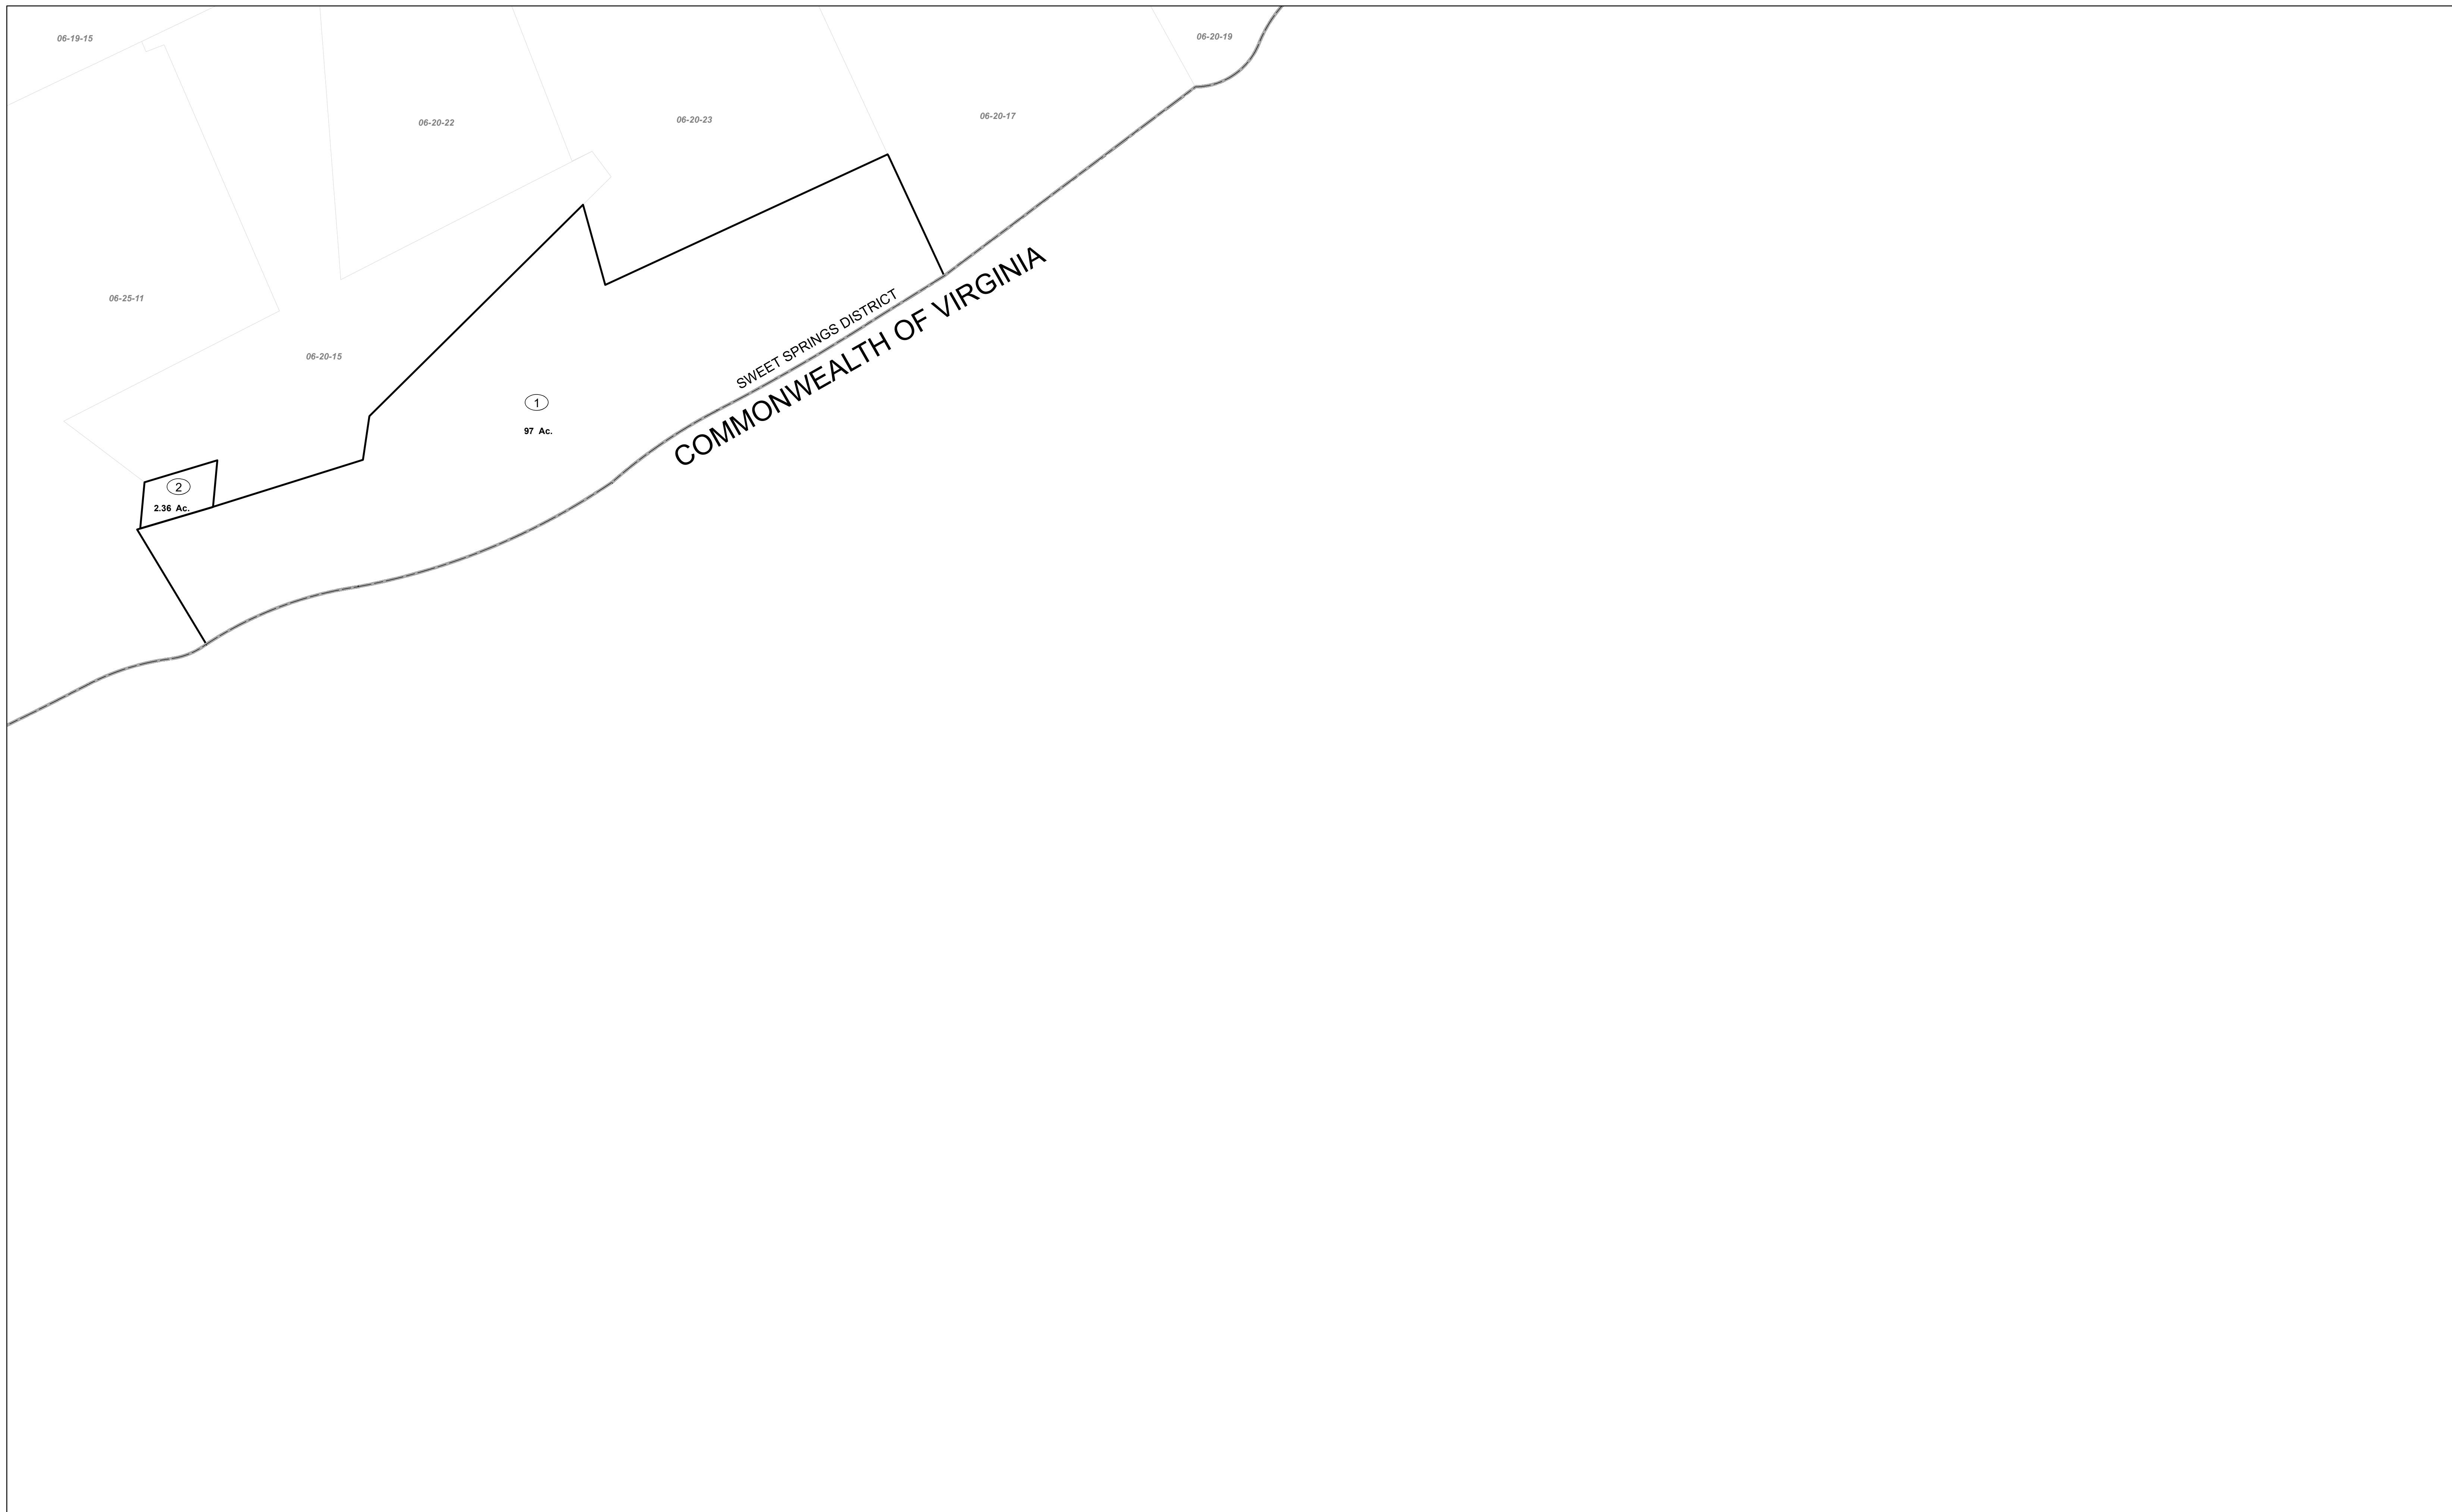 06-19-15
06-20-19
06-20-22
06-20-23
06-20-17
06-25-11
06-20-15
SWEET SPRINGS DISTRICT
COMMONWEALTH OF VIRGINIA
1
97 Ac.
2
2.36 Ac.